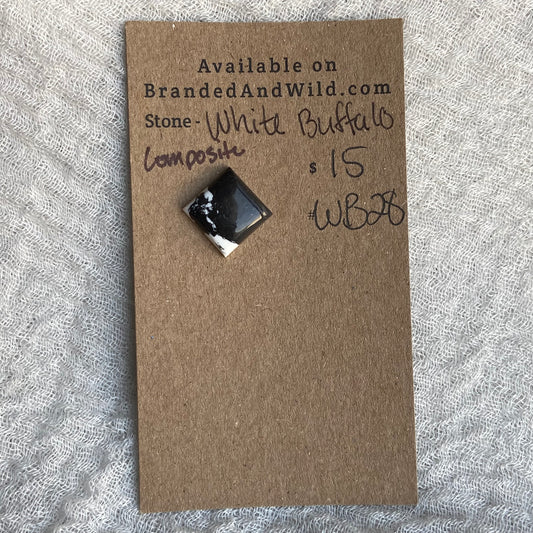 Available on
BrandedAndWild.com
Stone - White Buffalo
Composite
$ 15
#WB28